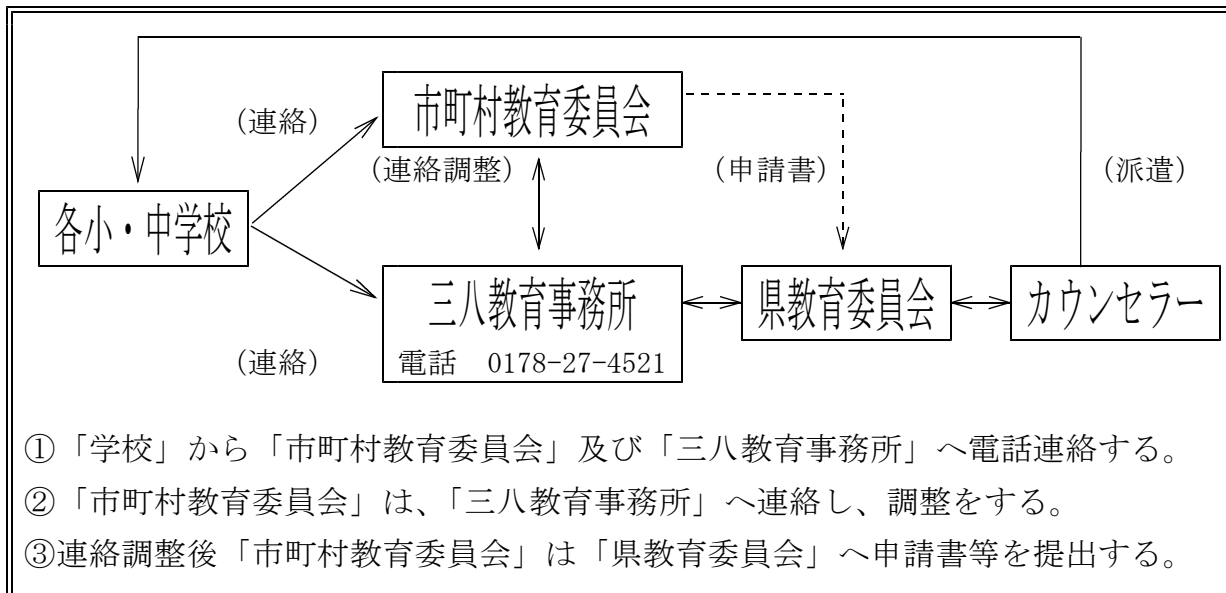 市町村教育委員会
(連絡)
(連絡調整)
(申請書)
(派遣)
各小・中学校
三八教育事務所
電話　0178-27-4521
県教育委員会
カウンセラー
(連絡)
①「学校」から「市町村教育委員会」及び「三八教育事務所」へ電話連絡する。
②「市町村教育委員会」は、「三八教育事務所」へ連絡し、調整をする。
③連絡調整後「市町村教育委員会」は「県教育委員会」へ申請書等を提出する。